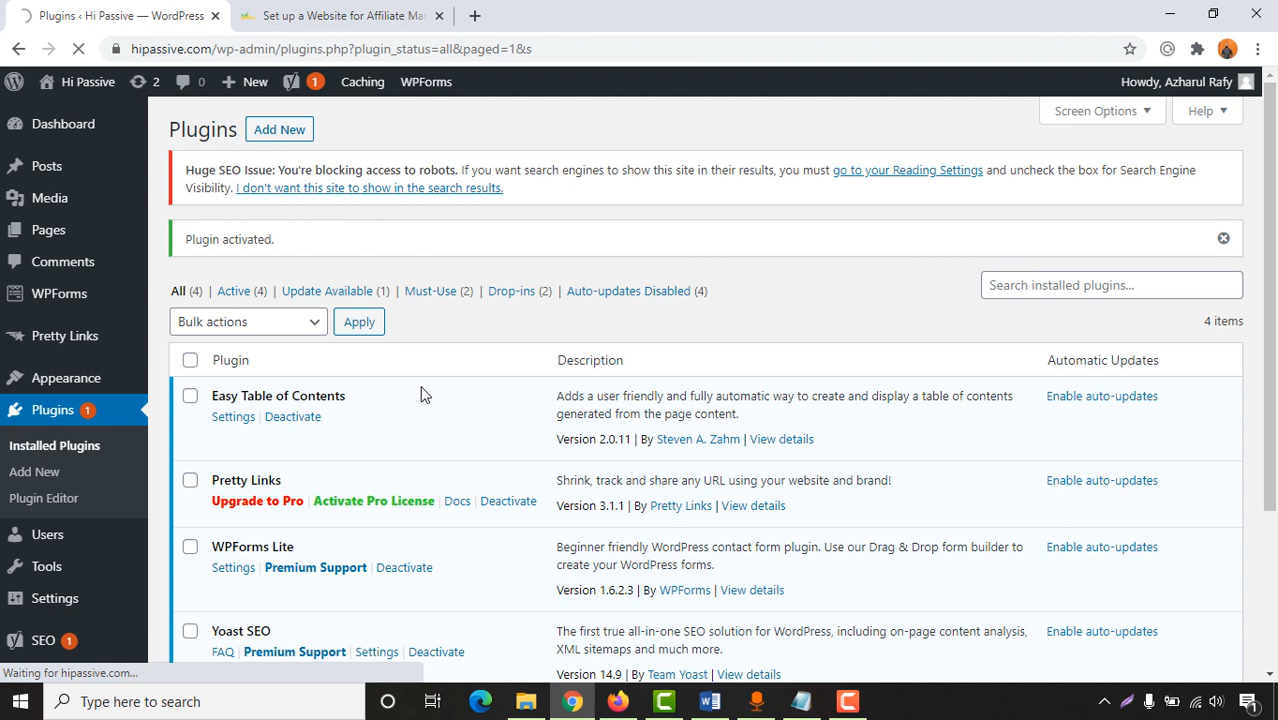 Plugins ‹ Hi Passive — WordPress
Set up a Website for Affiliate Mar
hipassive.com/wp-admin/plugins.php?plugin_status=all&paged=1&s
Hi Passive 2 0 New 1 Caching WPForms Howdy, Azharul Rafy
Screen Options Help
Dashboard
Posts
Media
Pages
Comments
WPForms
Pretty Links
Appearance
Plugins 1
Installed Plugins
Add New
Plugin Editor
Users
Tools
Settings
SEO 1
Plugins Add New
Huge SEO Issue: You're blocking access to robots. If you want search engines to show this site in their results, you must go to your Reading Settings and uncheck the box for Search Engine
Visibility. I don't want this site to show in the search results.
Plugin activated.
All (4) | Active (4) | Update Available (1) | Must-Use (2) | Drop-ins (2) | Auto-updates Disabled (4)
Search installed plugins...
Bulk actions Apply 4 items
Plugin Description Automatic Updates
Easy Table of Contents
Settings | Deactivate
Adds a user friendly and fully automatic way to create and display a table of contents
generated from the page content.
Version 2.0.11 | By Steven A. Zahm | View details
Enable auto-updates
Pretty Links
Upgrade to Pro | Activate Pro License | Docs | Deactivate
Shrink, track and share any URL using your website and brand!
Version 3.1.1 | By Pretty Links | View details
Enable auto-updates
WPForms Lite
Settings | Premium Support | Deactivate
Beginner friendly WordPress contact form plugin. Use our Drag & Drop form builder to
create your WordPress forms.
Version 1.6.2.3 | By WPForms | View details
Enable auto-updates
Yoast SEO
FAQ | Premium Support | Settings | Deactivate
The first true all-in-one SEO solution for WordPress, including on-page content analysis,
XML sitemaps and much more.
Version 14.9 | By Team Yoast | View details
Enable auto-updates
Waiting for hipassive.com...
Type here to search
1